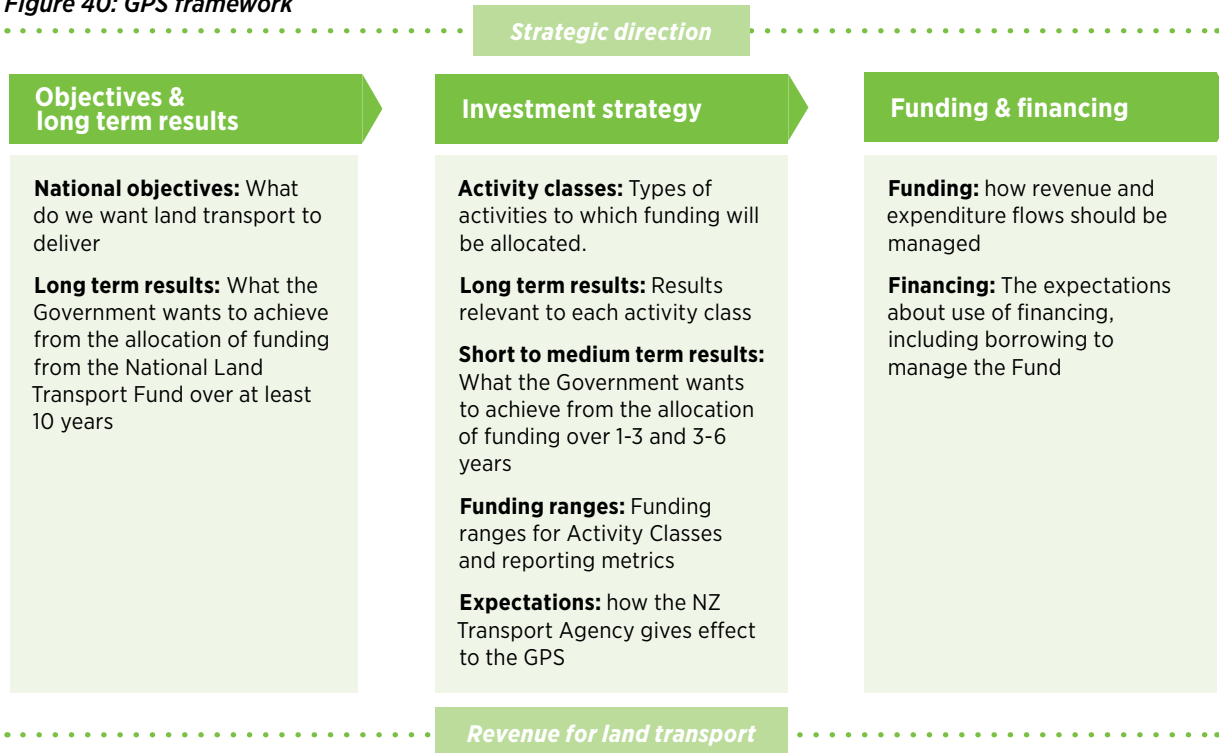 Figure 40: GPS framework
Strategic direction
Objectives &
long term results
National objectives: What
do we want land transport to
deliver
Long term results: What the
Government wants to achieve
from the allocation of funding
from the National Land
Transport Fund over at least
10 years
Investment strategy
Activity classes: Types of
activities to which funding will
be allocated.
Long term results: Results
relevant to each activity class
Short to medium term results:
What the Government wants
to achieve from the allocation
of funding over 1-3 and 3-6
years
Funding ranges: Funding
ranges for Activity Classes
and reporting metrics
Expectations: how the NZ
Transport Agency gives effect
to the GPS
Funding & financing
Funding: how revenue and
expenditure flows should be
managed
Financing: The expectations
about use of financing,
including borrowing to
manage the Fund
Revenue for land transport